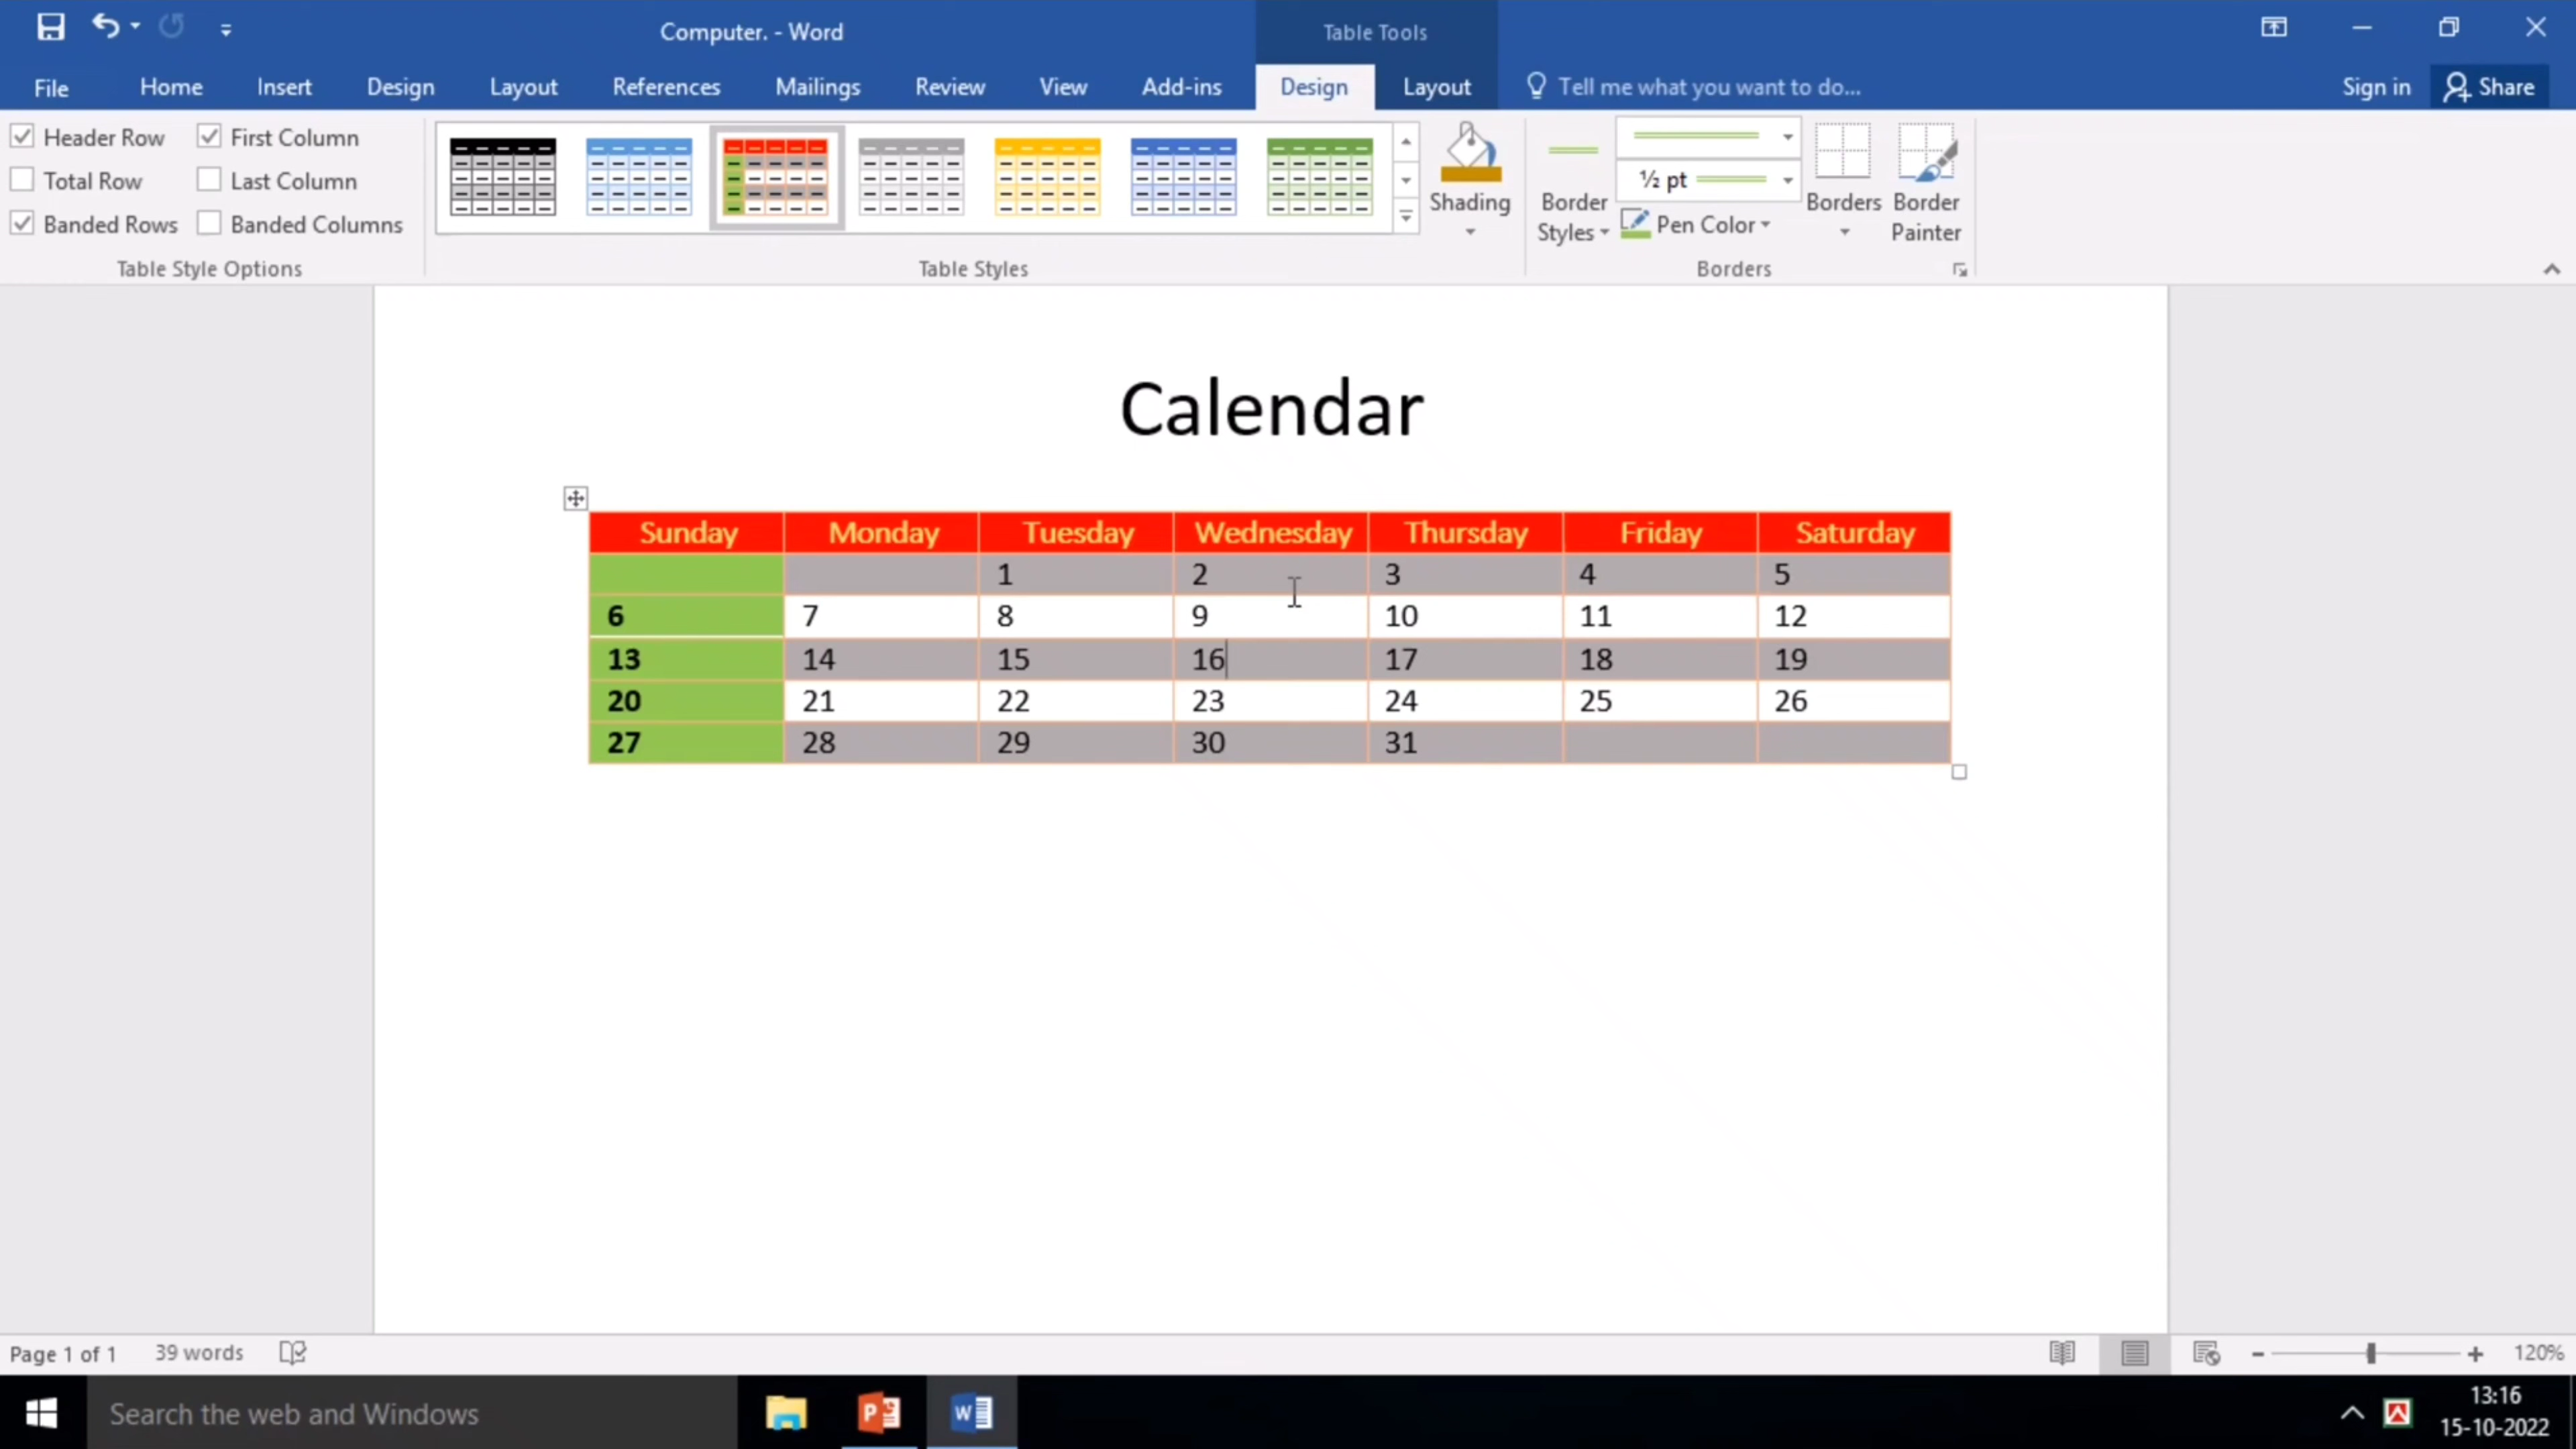 Computer. - Word
Table Tools
File Home Insert Design Layout References Mailings Review View Add-ins Design Layout Tell me what you want to do... Sign in Share
Header Row First Column
Total Row Last Column
Banded Rows Banded Columns
Table Style Options
Table Styles
Shading
Border Styles
½ pt
Pen Color
Borders
Border Painter
Borders
Calendar
Sunday Monday Tuesday Wednesday Thursday Friday Saturday
1 2 3 4 5
6 7 8 9 10 11 12
13 14 15 16 17 18 19
20 21 22 23 24 25 26
27 28 29 30 31
Page 1 of 1 39 words 120%
Search the web and Windows
P
W
13:16
15-10-2022